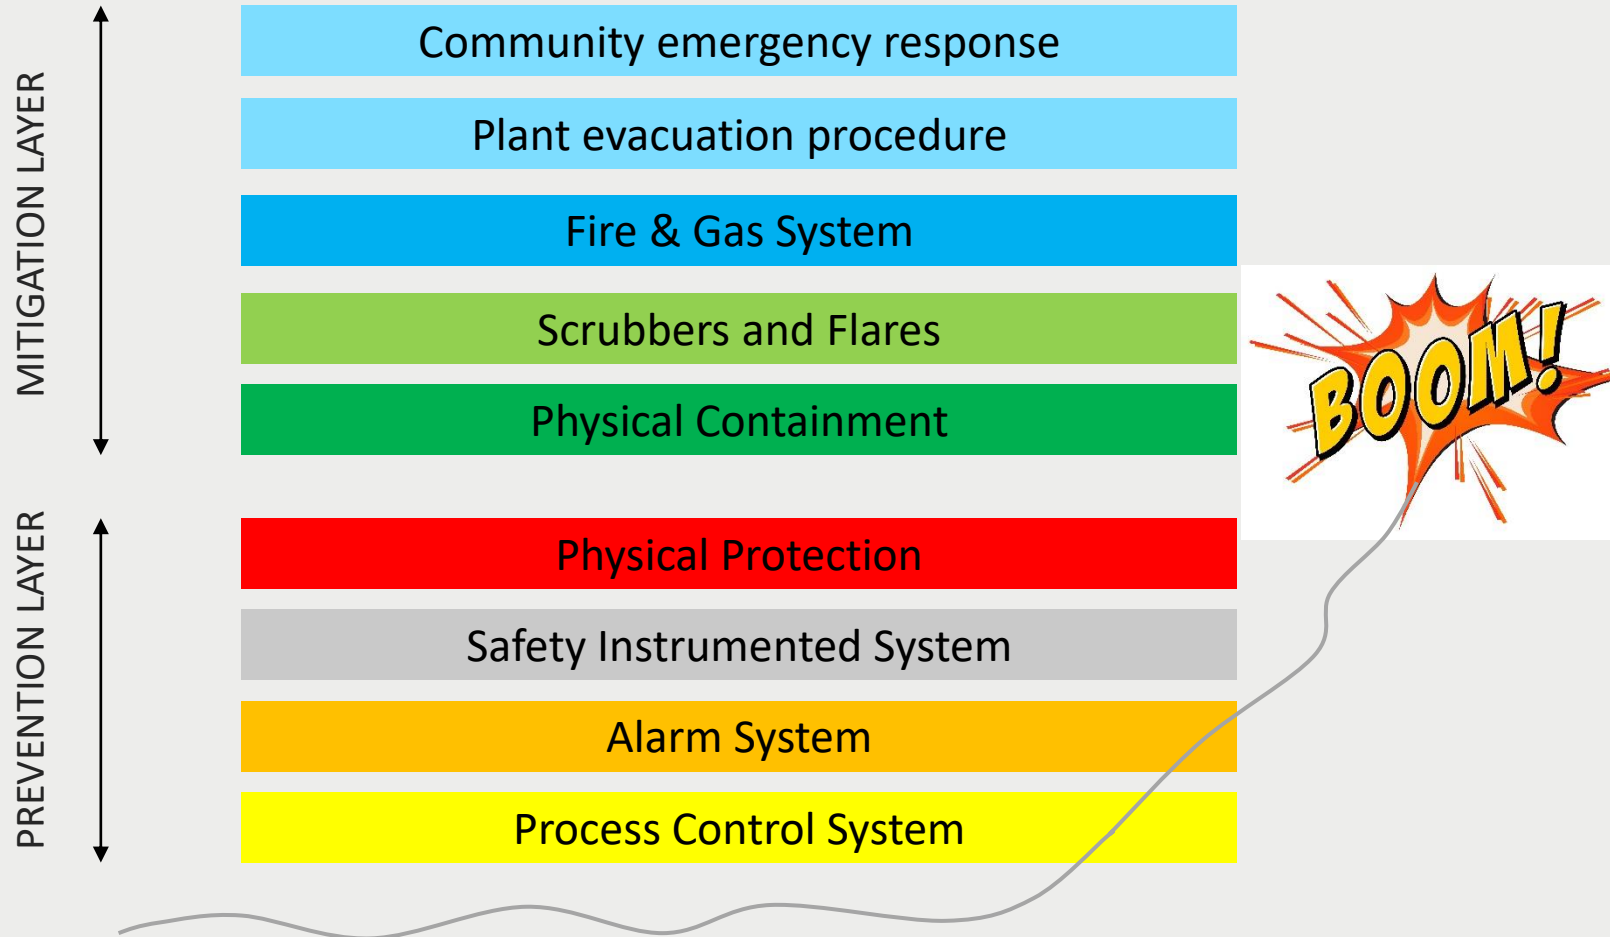 MITIGATION LAYER
Community emergency response
Plant evacuation procedure
Fire & Gas System
Scrubbers and Flares
Physical Containment
BOOM!
PREVENTION LAYER
Physical Protection
Safety Instrumented System
Alarm System
Process Control System